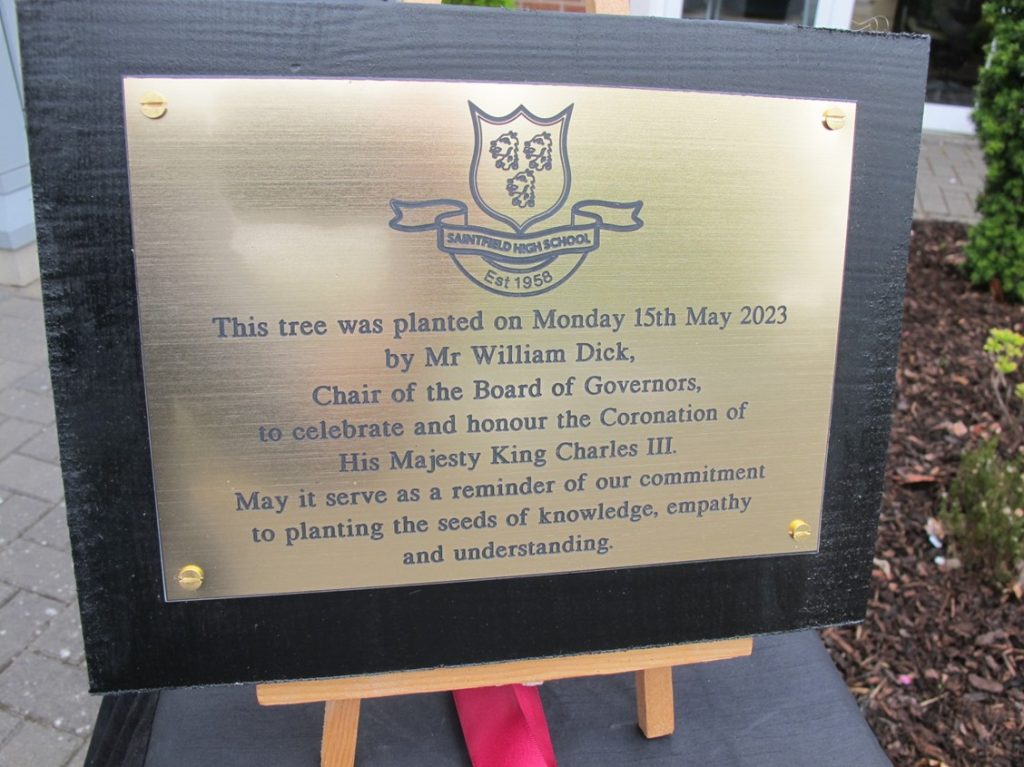 SAINTFIELD HIGH SCHOOL
Est 1958
This tree was planted on Monday 15th May 2023
by Mr William Dick,
Chair of the Board of Governors,
to celebrate and honour the Coronation of
His Majesty King Charles III.
May it serve as a reminder of our commitment
to planting the seeds of knowledge, empathy
and understanding.